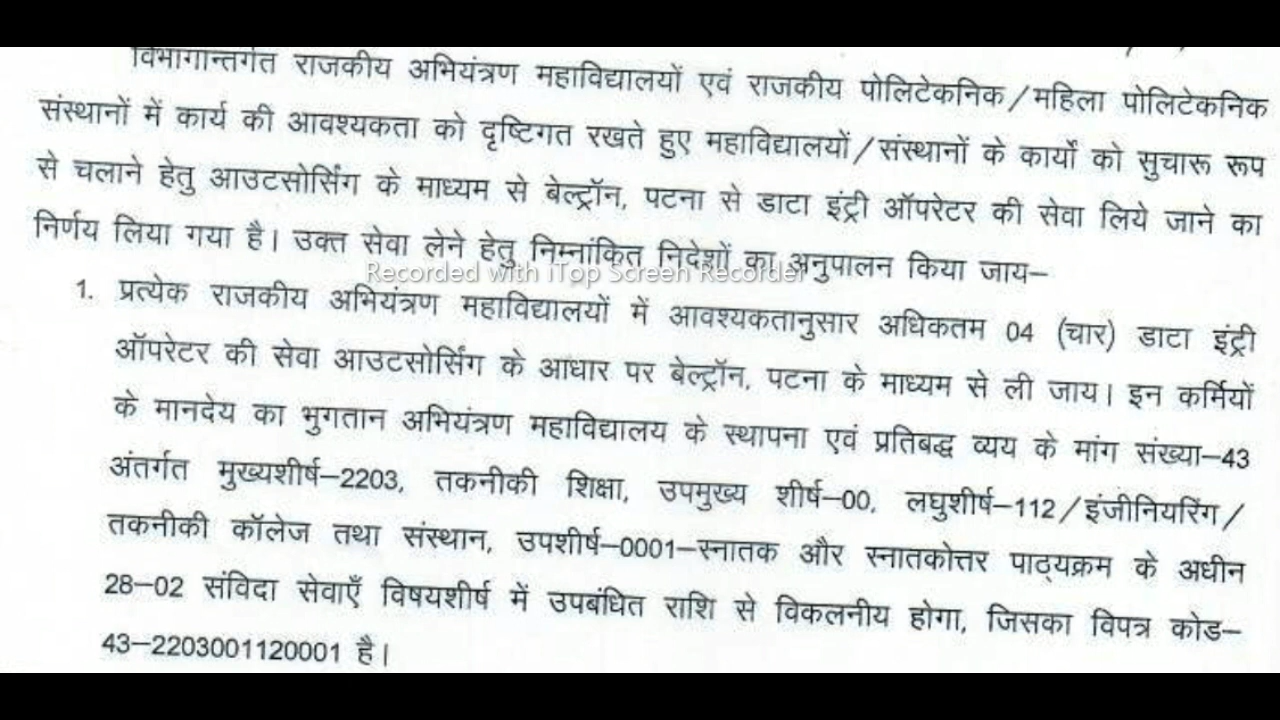 विभागान्तर्गत राजकीय अभियंत्रण महाविद्यालयों एवं राजकीय पोलिटेकनिक/महिला पोलिटेकनिक
संस्थानों में कार्य की आवश्यकता को दृष्टिगत रखते हुए महाविद्यालयों/संस्थानों के कार्यों को सुचारू रूप
से चलाने हेतु आउटसोर्सिंग के माध्यम से बेल्ट्रॉन, पटना से डाटा इंट्री ऑपरेटर की सेवा लिये जाने का
निर्णय लिया गया है। उक्त सेवा लेने हेतु निम्नांकित निदेशों का अनुपालन किया जाय–
Recorded with iTop Screen Recorder
1. प्रत्येक राजकीय अभियंत्रण महाविद्यालयों में आवश्यकतानुसार अधिकतम 04 (चार) डाटा इंट्री
ऑपरेटर की सेवा आउटसोर्सिंग के आधार पर बेल्ट्रॉन, पटना के माध्यम से ली जाय। इन कर्मियों
के मानदेय का भुगतान अभियंत्रण महाविद्यालय के स्थापना एवं प्रतिबद्ध व्यय के मांग संख्या–43
अंतर्गत मुख्यशीर्ष–2203, तकनीकी शिक्षा, उपमुख्य शीर्ष–00, लघुशीर्ष–112/इंजीनियरिंग/
तकनीकी कॉलेज तथा संस्थान, उपशीर्ष–0001–स्नातक और स्नातकोत्तर पाठ्यक्रम के अधीन
28–02 संविदा सेवाएँ विषयशीर्ष में उपबंधित राशि से विकलनीय होगा, जिसका विपत्र कोड–
43–2203001120001 है।